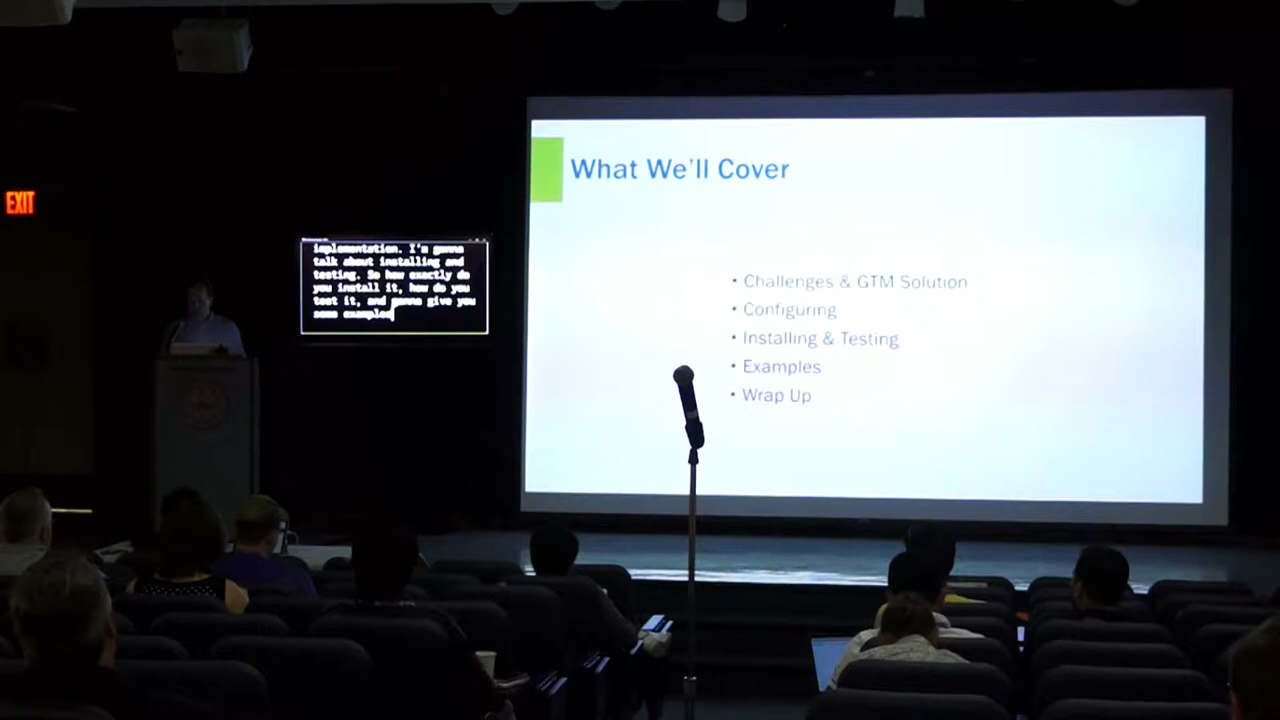 EXIT
implementation. I'm gonna
talk about installing and
testing. So how exactly do
you install it, how do you
test it, and gonna give you
some examples
What We'll Cover
• Challenges & GTM Solution
• Configuring
• Installing & Testing
• Examples
• Wrap Up